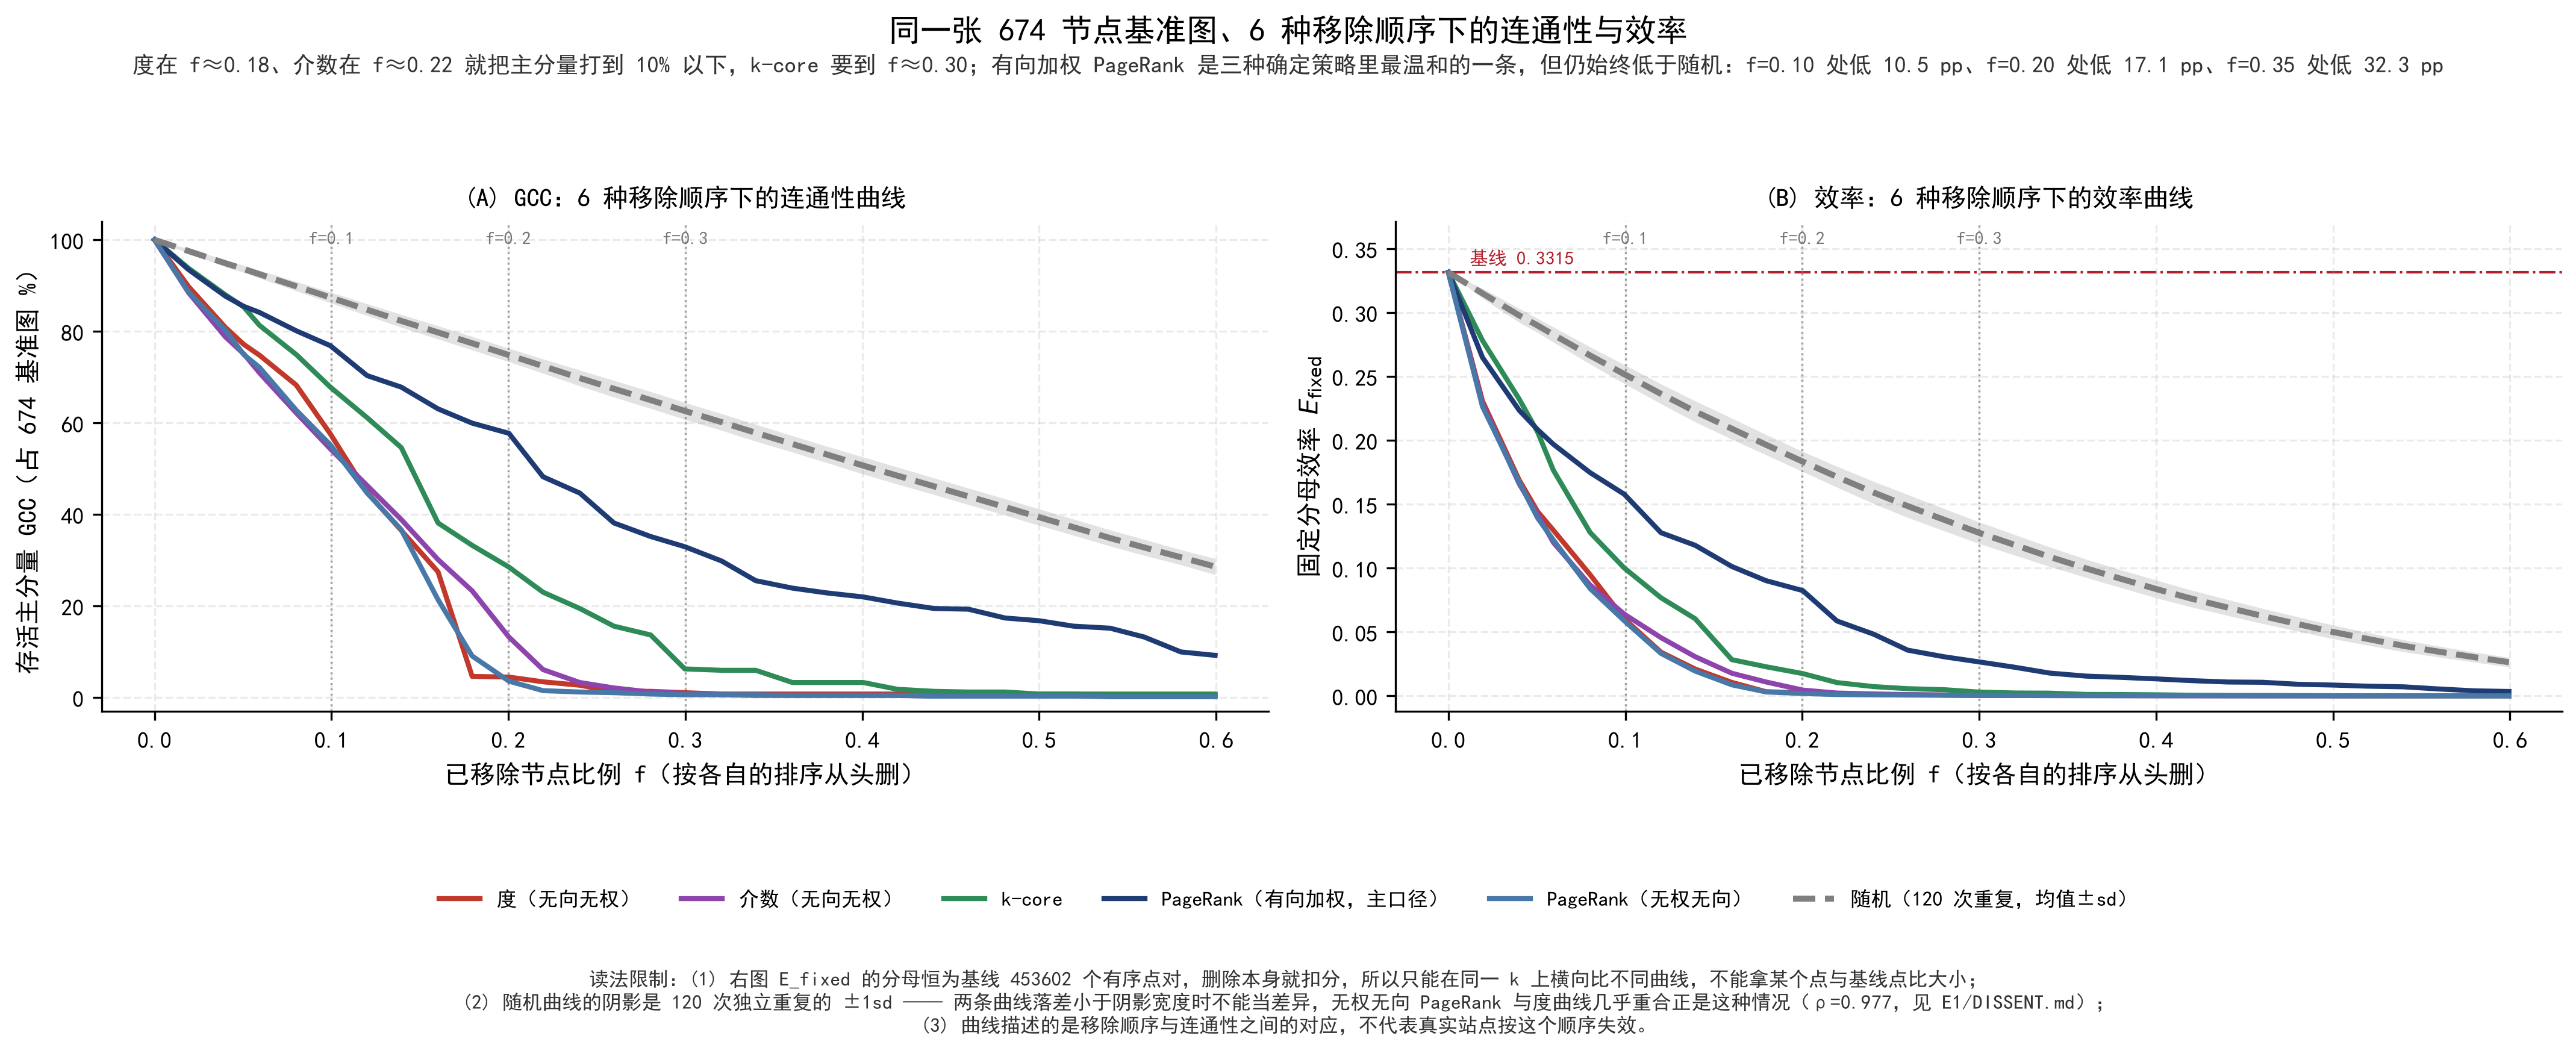 同一张 674 节点基准图、6 种移除顺序下的连通性与效率
度在 f≈0.18、介数在 f≈0.22 就把主分量打到 10% 以下，k-core 要到 f≈0.30；有向加权 PageRank 是三种确定策略里最温和的一条，但仍始终低于随机：f=0.10 处低 10.5 pp、f=0.20 处低 17.1 pp、f=0.35 处低 32.3 pp
(A) GCC：6 种移除顺序下的连通性曲线
f=0.1
f=0.2
f=0.3
100
80
60
40
20
0
存活主分量 GCC（占 674 基准图 %）
0.0
0.1
0.2
0.3
0.4
0.5
0.6
已移除节点比例 f（按各自的排序从头删）
(B) 效率：6 种移除顺序下的效率曲线
f=0.1
f=0.2
f=0.3
基线 0.3315
0.35
0.30
0.25
0.20
0.15
0.10
0.05
0.00
固定分母效率 E_fixed
0.0
0.1
0.2
0.3
0.4
0.5
0.6
已移除节点比例 f（按各自的排序从头删）
度（无向无权）
介数（无向无权）
k-core
PageRank（有向加权，主口径）
PageRank（无权无向）
随机（120 次重复，均值±sd）
读法限制：(1) 右图 E_fixed 的分母恒为基线 453602 个有序点对，删除本身就扣分，所以只能在同一 k 上横向比不同曲线，不能拿某个点与基线点比大小；
(2) 随机曲线的阴影是 120 次独立重复的 ±1sd —— 两条曲线落差小于阴影宽度时不能当差异，无权无向 PageRank 与度曲线几乎重合正是这种情况（ρ=0.977，见 E1/DISSENT.md）；
(3) 曲线描述的是移除顺序与连通性之间的对应，不代表真实站点按这个顺序失效。